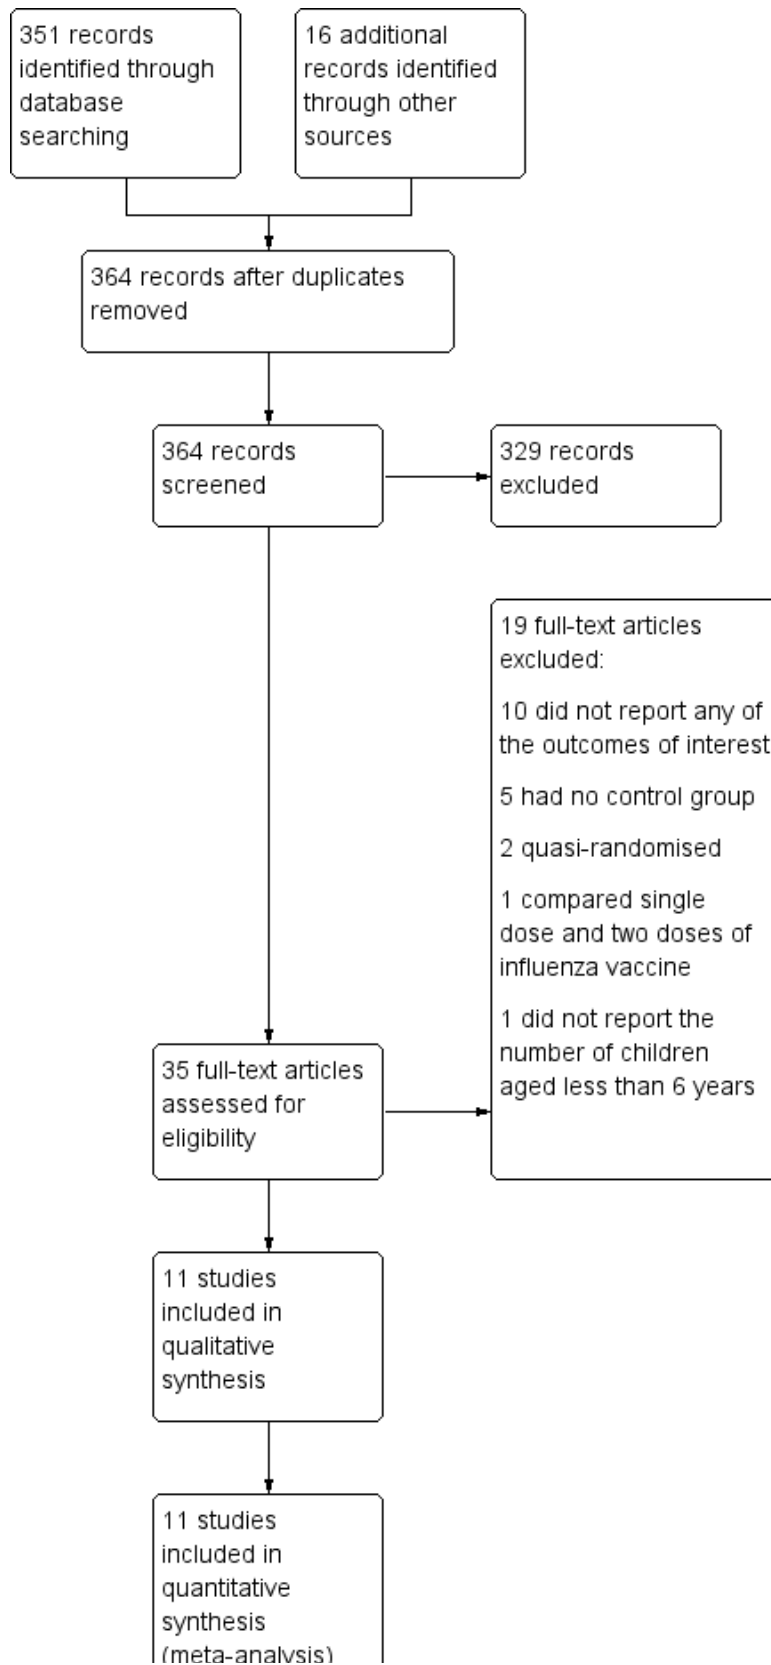 351 records
identified through
database
searching
16 additional
records identified
through other
sources
364 records after duplicates
removed
364 records
screened
329 records
excluded
19 full-text articles
excluded:
10 did not report any of
the outcomes of interest
5 had no control group
2 quasi-randomised
1 compared single
dose and two doses of
influenza vaccine
1 did not report the
number of children
aged less than 6 years
35 full-text articles
assessed for
eligibility
11 studies
included in
qualitative
synthesis
11 studies
included in
quantitative
synthesis
(meta-analysis)